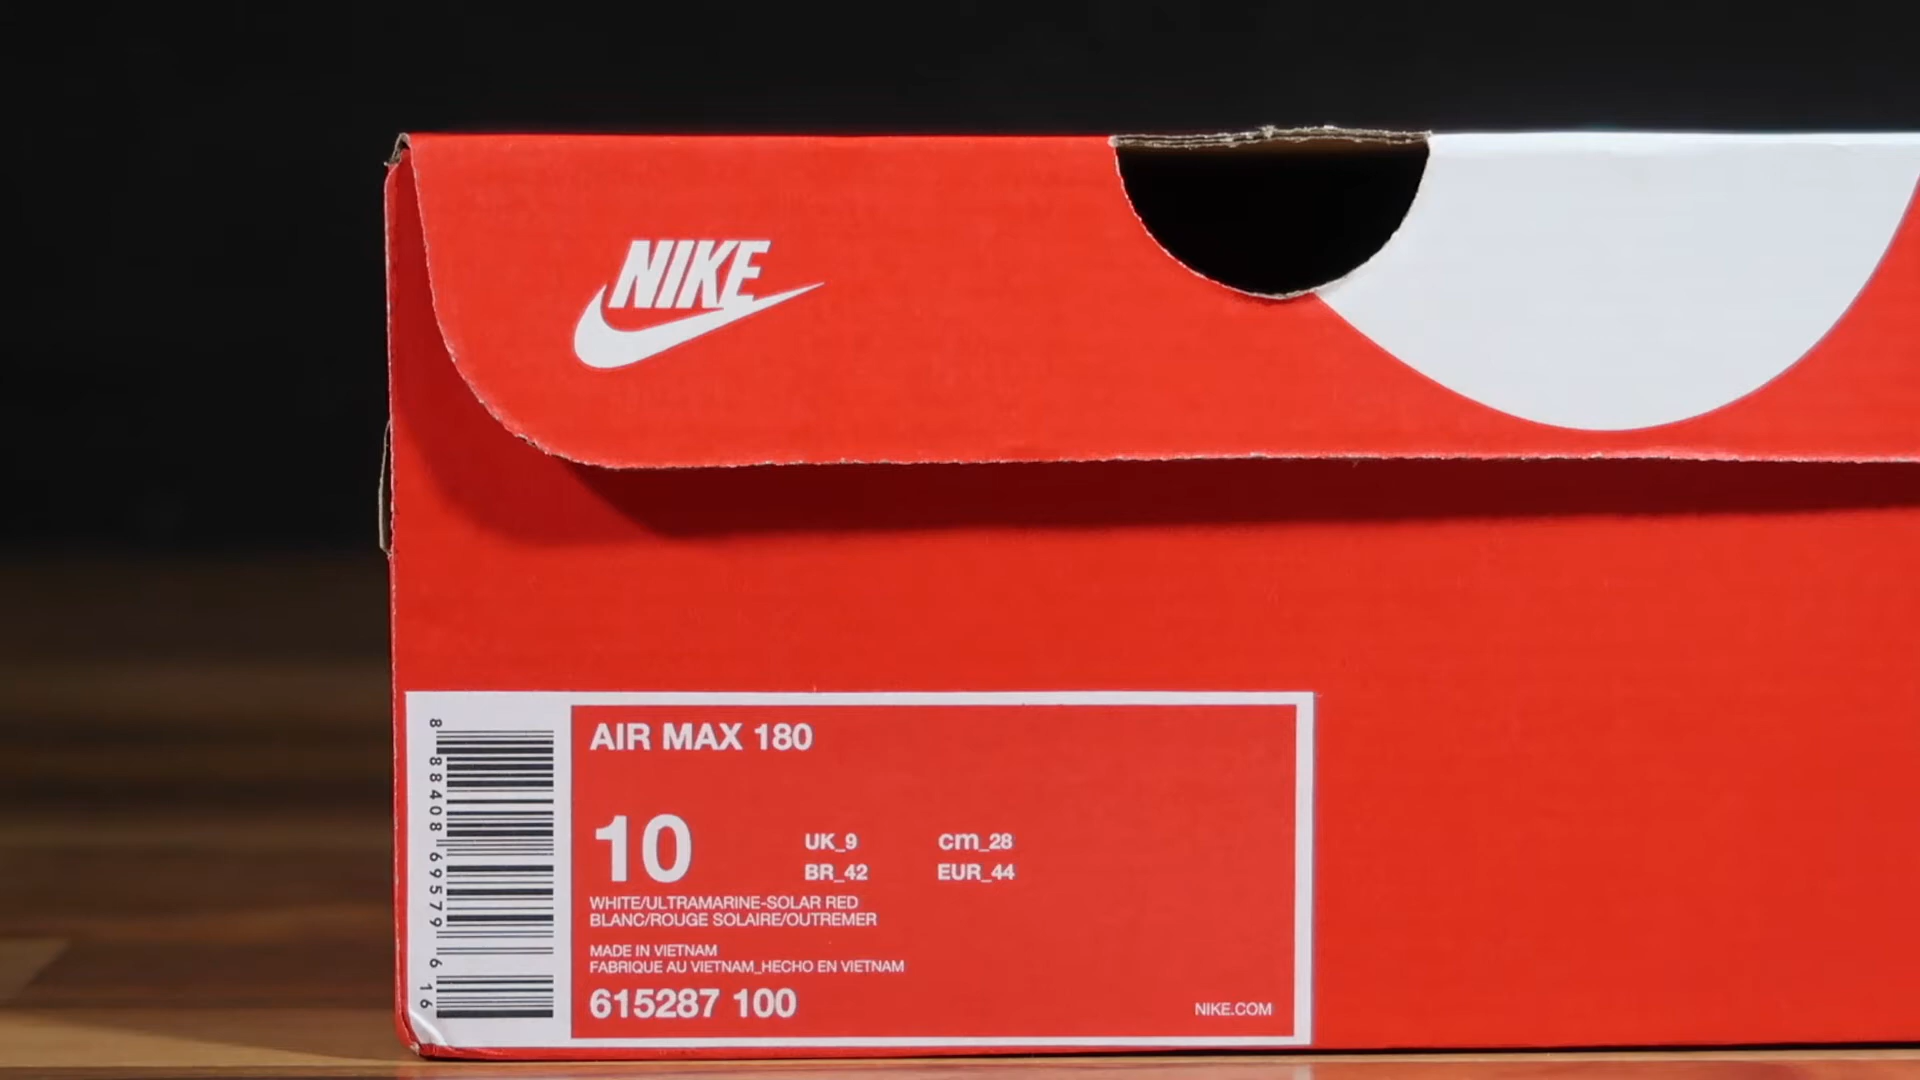 NIKE
AIR MAX 180
10
UK_9 cm_28
BR_42 EUR_44
WHITE/ULTRAMARINE-SOLAR RED
BLANC/ROUGE SOLAIRE/OUTREMER
MADE IN VIETNAM
FABRIQUE AU VIETNAM_HECHO EN VIETNAM
615287 100
NIKE.COM
8 88408 69579 6 16